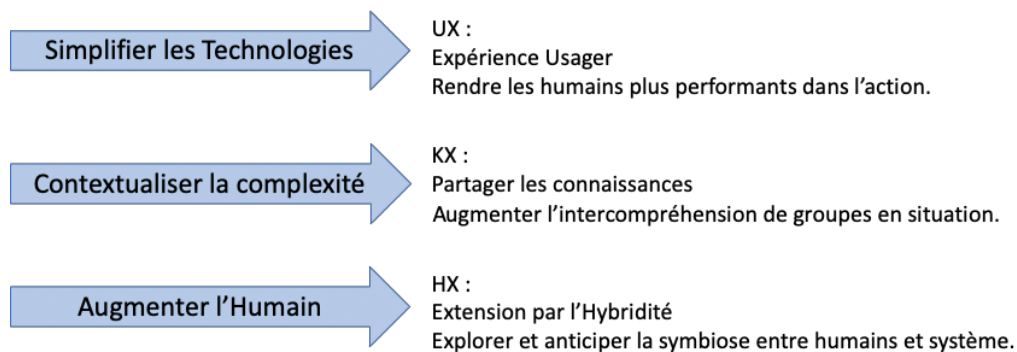 Simplifier les Technologies
UX :
Expérience Usager
Rendre les humains plus performants dans l’action.
Contextualiser la complexité
KX :
Partager les connaissances
Augmenter l’intercompréhension de groupes en situation.
Augmenter l’Humain
HX :
Extension par l’Hybridité
Explorer et anticiper la symbiose entre humains et système.